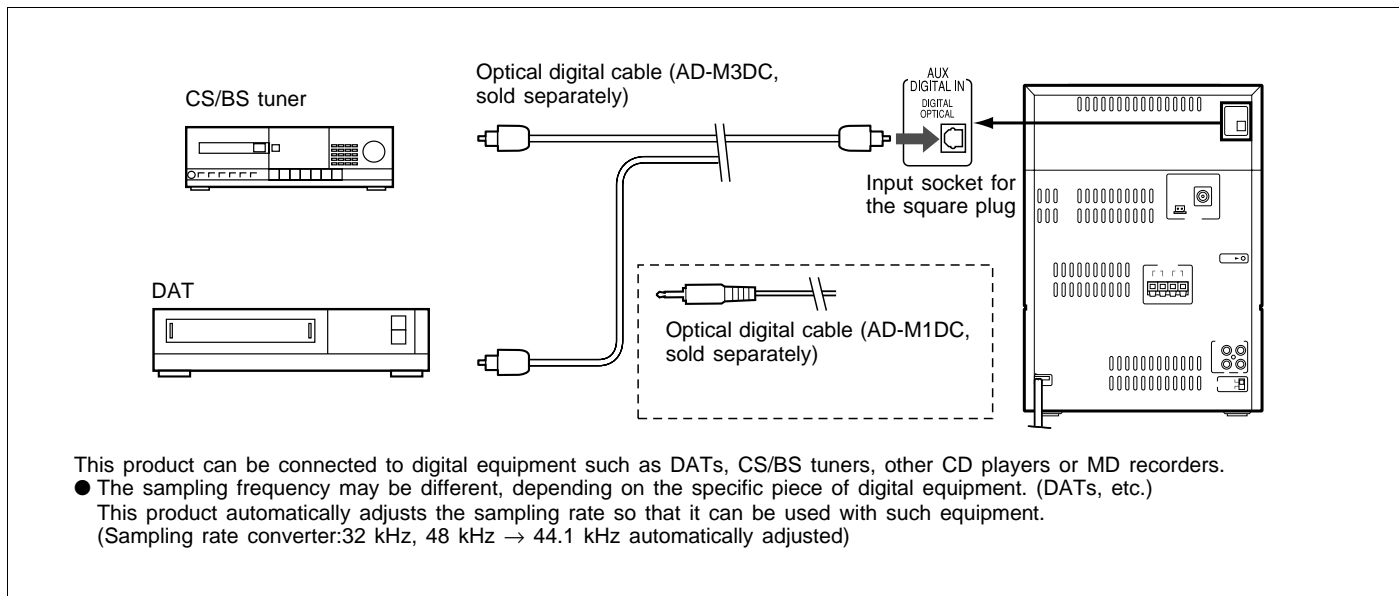 CS/BS tuner
Optical digital cable (AD-M3DC,
sold separately)
AUX
DIGITAL IN
DIGITAL
OPTICAL
Input socket for
the square plug
DAT
Optical digital cable (AD-M1DC,
sold separately)
This product can be connected to digital equipment such as DATs, CS/BS tuners, other CD players or MD recorders.
● The sampling frequency may be different, depending on the specific piece of digital equipment. (DATs, etc.)
This product automatically adjusts the sampling rate so that it can be used with such equipment.
(Sampling rate converter:32 kHz, 48 kHz → 44.1 kHz automatically adjusted)